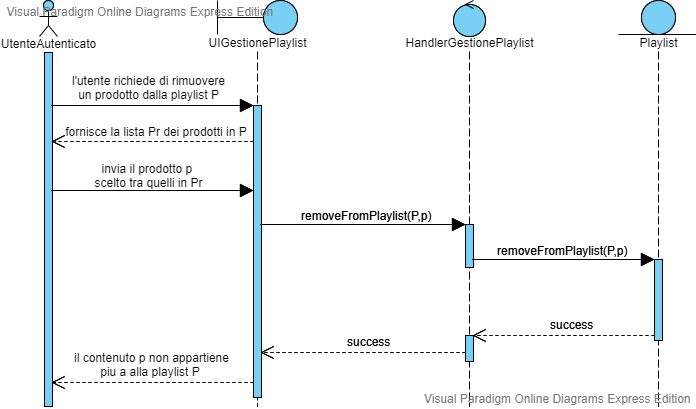 Visual Paradigm Online Diagrams Express Edition
UtenteAutenticato
UIGestionePlaylist
HandlerGestionePlaylist
Playlist
l'utente richiede di rimuovere
un prodotto dalla playlist P
fornisce la lista Pr dei prodotti in P
invia il prodotto p
scelto tra quelli in Pr
removeFromPlaylist(P,p)
removeFromPlaylist(P,p)
success
success
il contenuto p non appartiene
piu a alla playlist P
Visual Paradigm Online Diagrams Express Edition